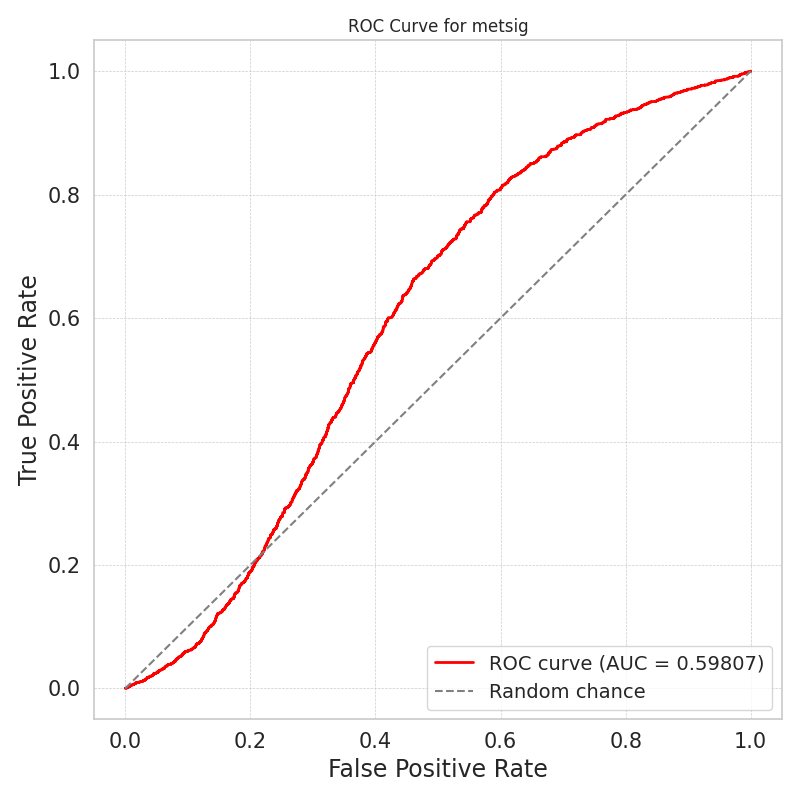 ROC Curve for metsig
1.0
0.8
0.6
0.4
0.2
0.0
True Positive Rate
ROC curve (AUC = 0.59807)
Random chance
0.0 0.2 0.4 0.6 0.8 1.0
False Positive Rate